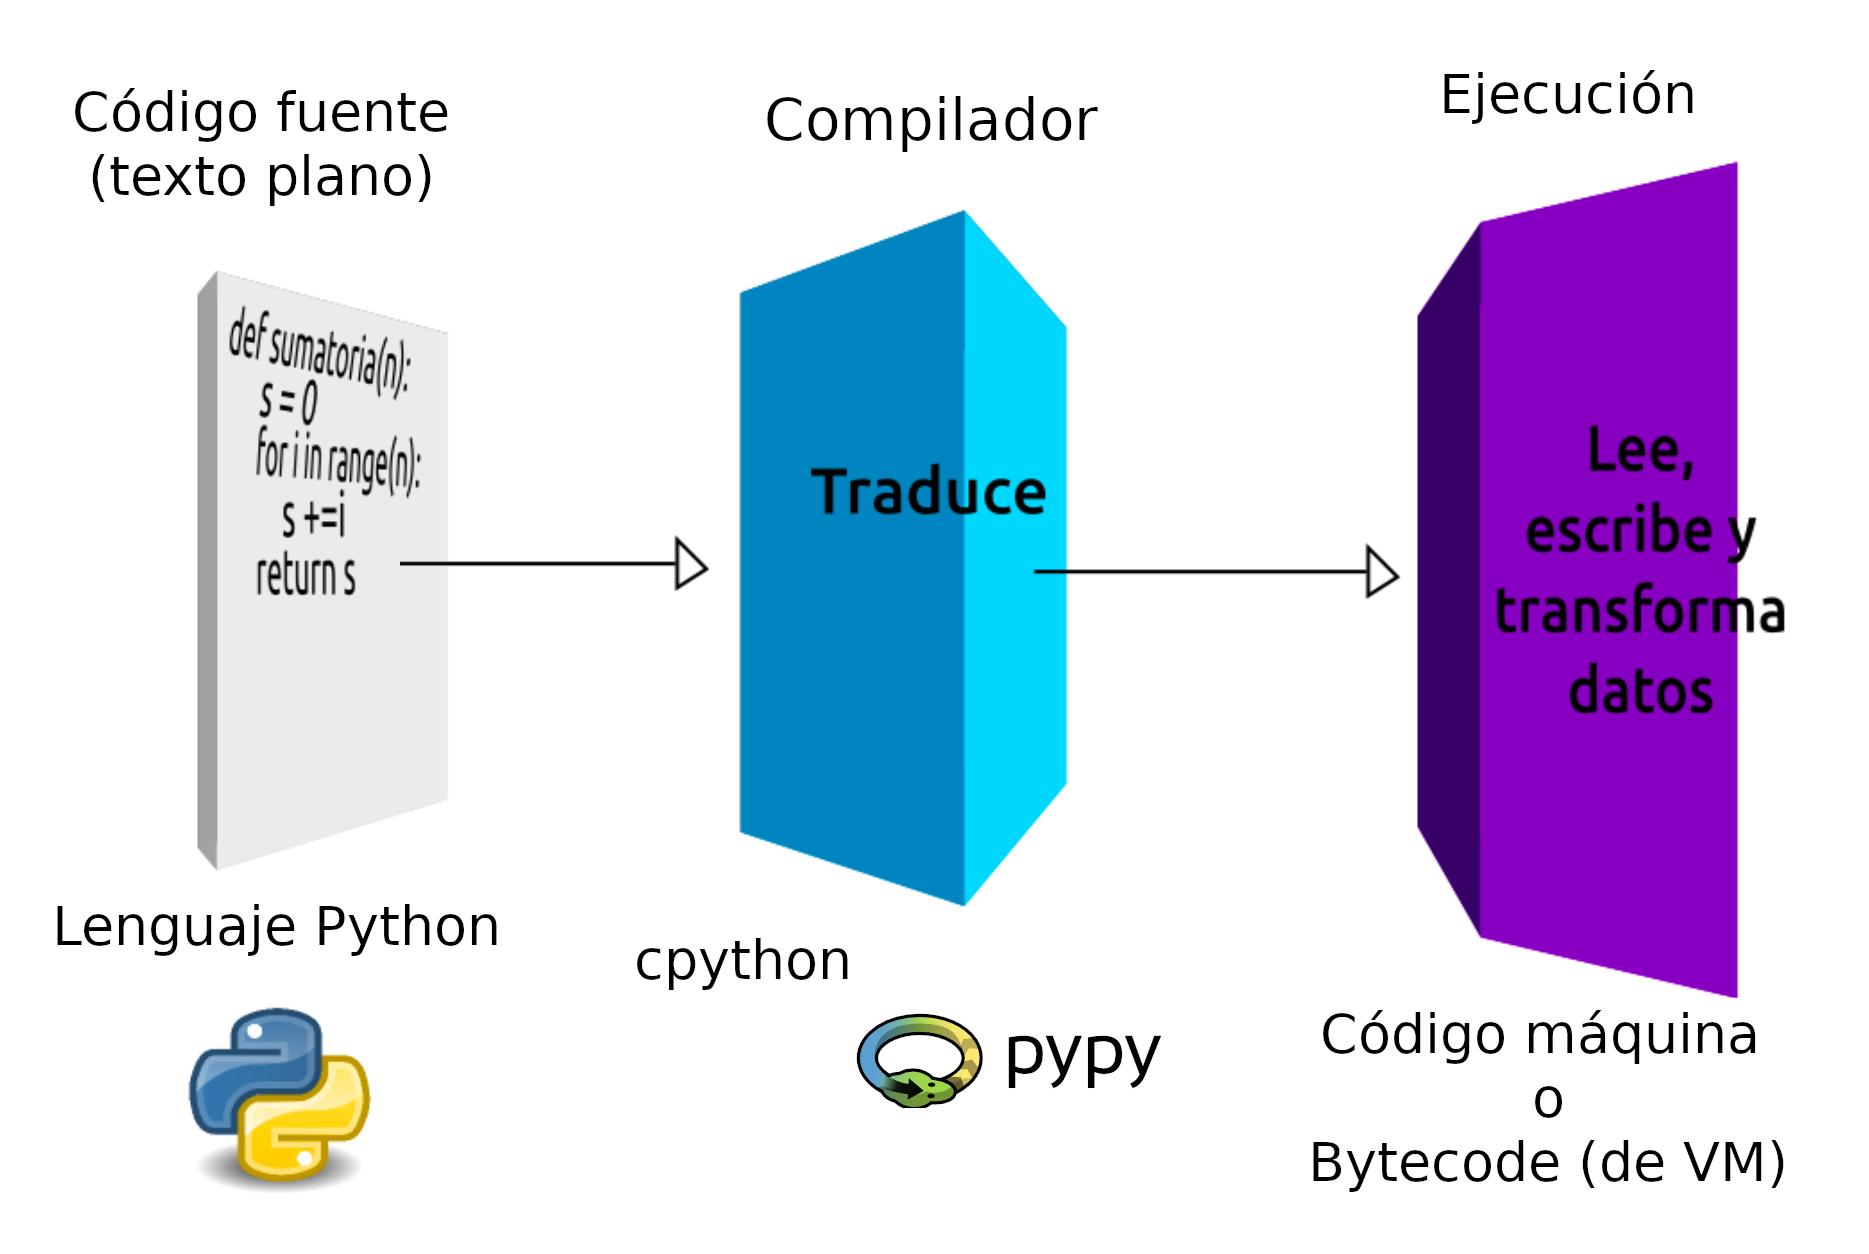 Código fuente
(texto plano)
def sumatoria(n):
s = 0
for i in range(n):
s +=i
return s
Lenguaje Python
Compilador
Traduce
cpython
pypy
Ejecución
Lee,
escribe y
transforma
datos
Código máquina
o
Bytecode (de VM)